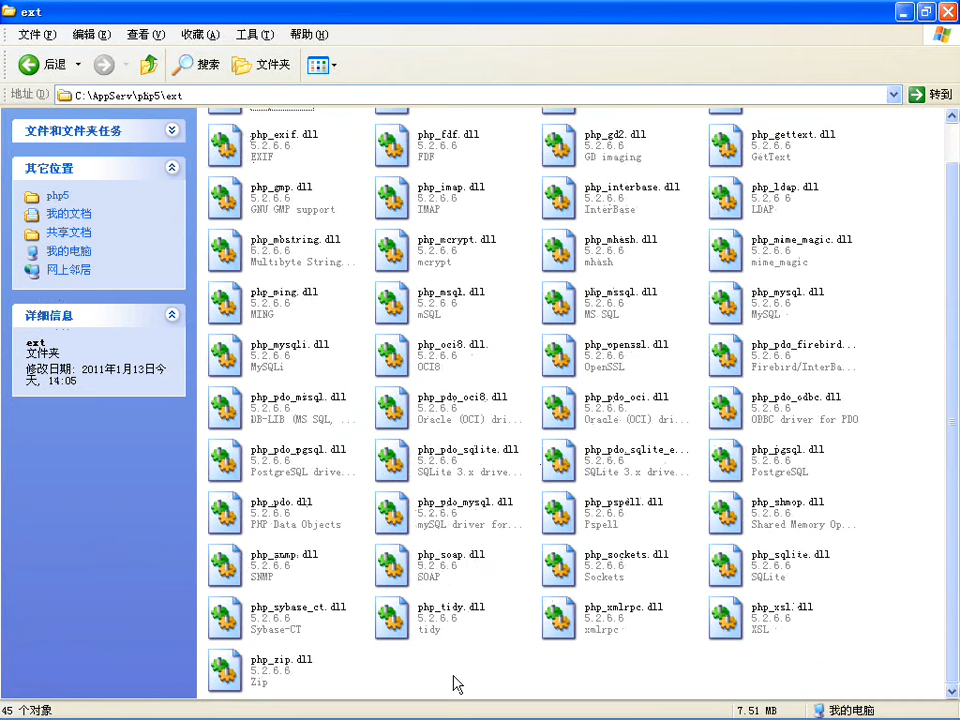 ext
文件(F) 编辑(E) 查看(V) 收藏(A) 工具(T) 帮助(H)
后退 搜索 文件夹
地址(D) C:\AppServ\php5\ext 转到
文件和文件夹任务
其它位置
php5
我的文档
共享文档
我的电脑
网上邻居
详细信息
ext
文件夹
修改日期: 2011年1月13日今
天, 14:05
php_exif.dll
5.2.6.6
EXIF
php_fdf.dll
5.2.6.6
FDF
php_gd2.dll
5.2.6.6
GD imaging
php_gettext.dll
5.2.6.6
GetText
php_gmp.dll
5.2.6.6
GNU GMP support
php_imap.dll
5.2.6.6
IMAP
php_interbase.dll
5.2.6.6
InterBase
php_ldap.dll
5.2.6.6
LDAP
php_mbstring.dll
5.2.6.6
Multibyte String...
php_mcrypt.dll
5.2.6.6
mcrypt
php_mhash.dll
5.2.6.6
mhash
php_mime_magic.dll
5.2.6.6
mime_magic
php_ming.dll
5.2.6.6
MING
php_msql.dll
5.2.6.6
mSQL
php_mssql.dll
5.2.6.6
MS SQL
php_mysql.dll
5.2.6.6
MySQL
php_mysqli.dll
5.2.6.6
MySQLi
php_oci8.dll
5.2.6.6
OCI8
php_openssl.dll
5.2.6.6
OpenSSL
php_pdo_firebird...
5.2.6.6
Firebird/InterBa...
php_pdo_mssql.dll
5.2.6.6
DB-LIB (MS SQL, ...
php_pdo_oci8.dll
5.2.6.6
Oracle (OCI) dri...
php_pdo_oci.dll
5.2.6.6
Oracle (OCI) dri...
php_pdo_odbc.dll
5.2.6.6
ODBC driver for PDO
php_pdo_pgsql.dll
5.2.6.6
PostgreSQL drive...
php_pdo_sqlite.dll
5.2.6.6
SQLite 3.x drive...
php_pdo_sqlite_e...
5.2.6.6
SQLite 3.x drive...
php_pgsql.dll
5.2.6.6
PostgreSQL
php_pdo.dll
5.2.6.6
PHP Data Objects
php_pdo_mysql.dll
5.2.6.6
mySQL driver for...
php_pspell.dll
5.2.6.6
Pspell
php_shmop.dll
5.2.6.6
Shared Memory Op...
php_snmp.dll
5.2.6.6
SNMP
php_soap.dll
5.2.6.6
SOAP
php_sockets.dll
5.2.6.6
Sockets
php_sqlite.dll
5.2.6.6
SQLite
php_sybase_ct.dll
5.2.6.6
Sybase-CT
php_tidy.dll
5.2.6.6
tidy
php_xmlrpc.dll
5.2.6.6
xmlrpc
php_xsl.dll
5.2.6.6
XSL
php_zip.dll
5.2.6.6
Zip
45 个对象 7.51 MB 我的电脑